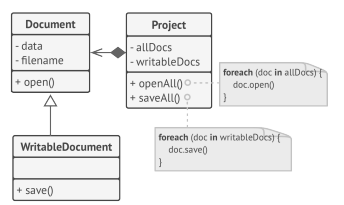 Document
- data
- filename
+ open()
Project
- allDocs
- writableDocs
+ openAll()
+ saveAll()
foreach (doc in allDocs) {
doc.open()
}
WritableDocument
+ save()
foreach (doc in writeDocs) {
doc.save()
}